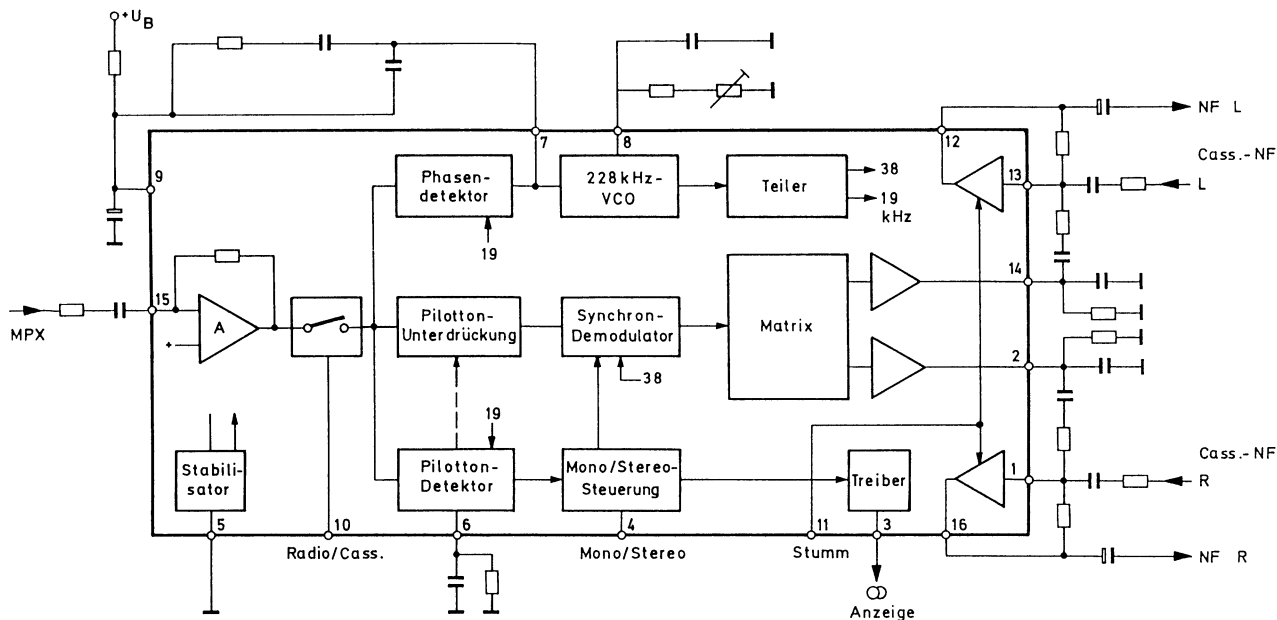 +UB
7
8
12
NF L
9
Phasen-
detektor
228 kHz-
VCO
Teiler
38
19
kHz
13
Cass.-NF
L
19
15
MPX
A
+
Pilotton-
Unterdrückung
Synchron-
Demodulator
38
Matrix
14
2
Stabili-
sator
19
Pilotton-
Detektor
Mono/Stereo-
Steuerung
Treiber
1
Cass.-NF
R
5
10
6
4
11
3
16
Radio/Cass.
Mono/Stereo
Stumm
NF R
Anzeige